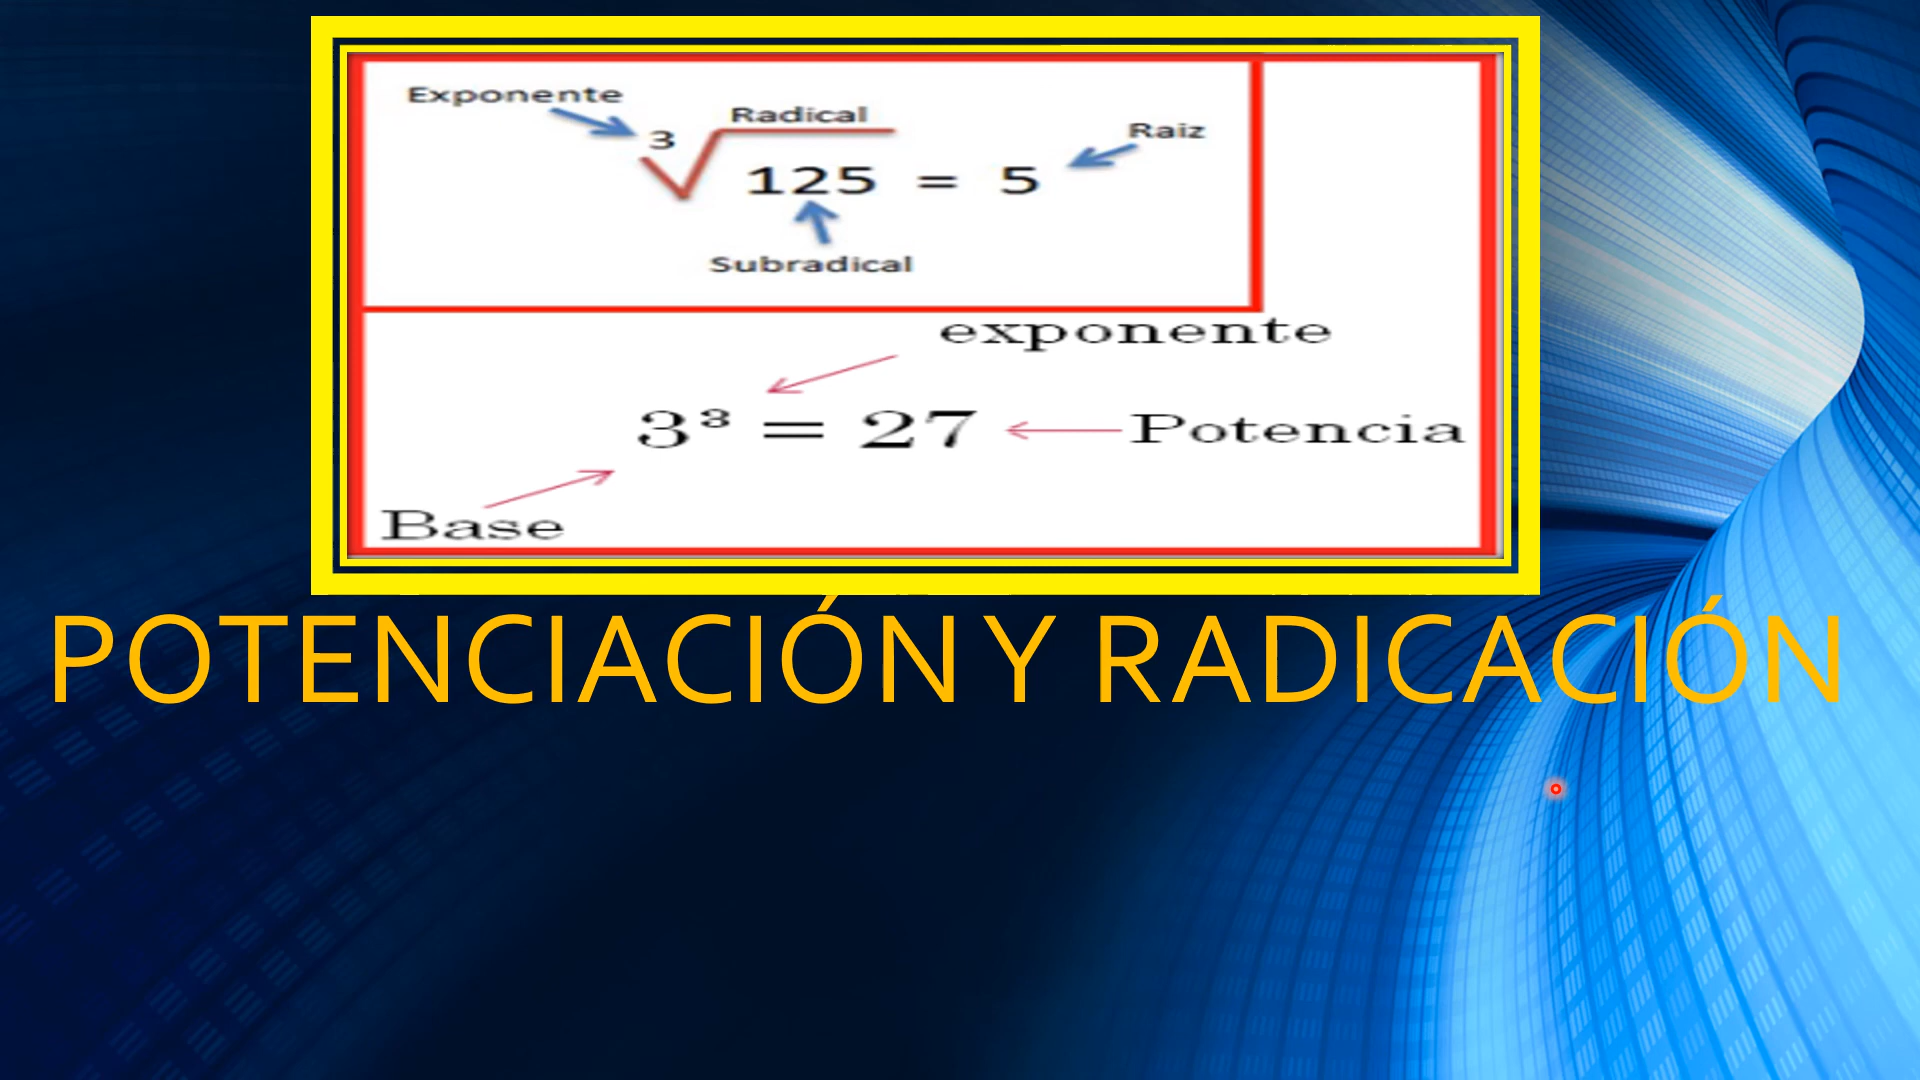 Exponente
Radical
Raiz
3
√125 = 5
Subradical
exponente
3³ = 27
Potencia
Base
POTENCIACIÓN Y RADICACIÓN